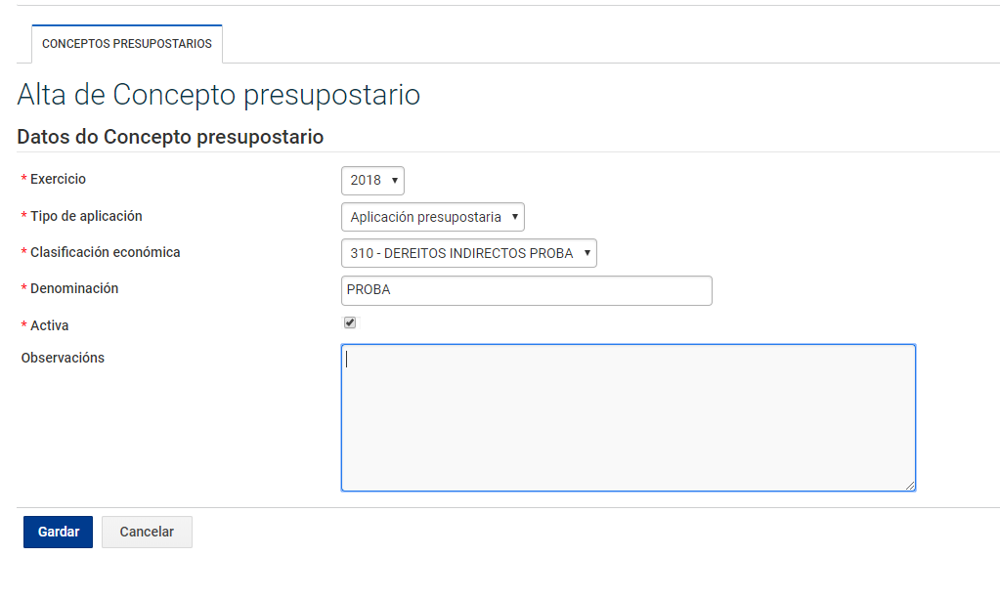 CONCEPTOS PRESUPOSTARIOS
Alta de Concepto presupostario
Datos do Concepto presupostario
* Exercicio 2018
* Tipo de aplicación Aplicación presupostaria
* Clasificación económica 310 - DEREITOS INDIRECTOS PROBA
* Denominación PROBA
* Activa
Observacións
Gardar Cancelar